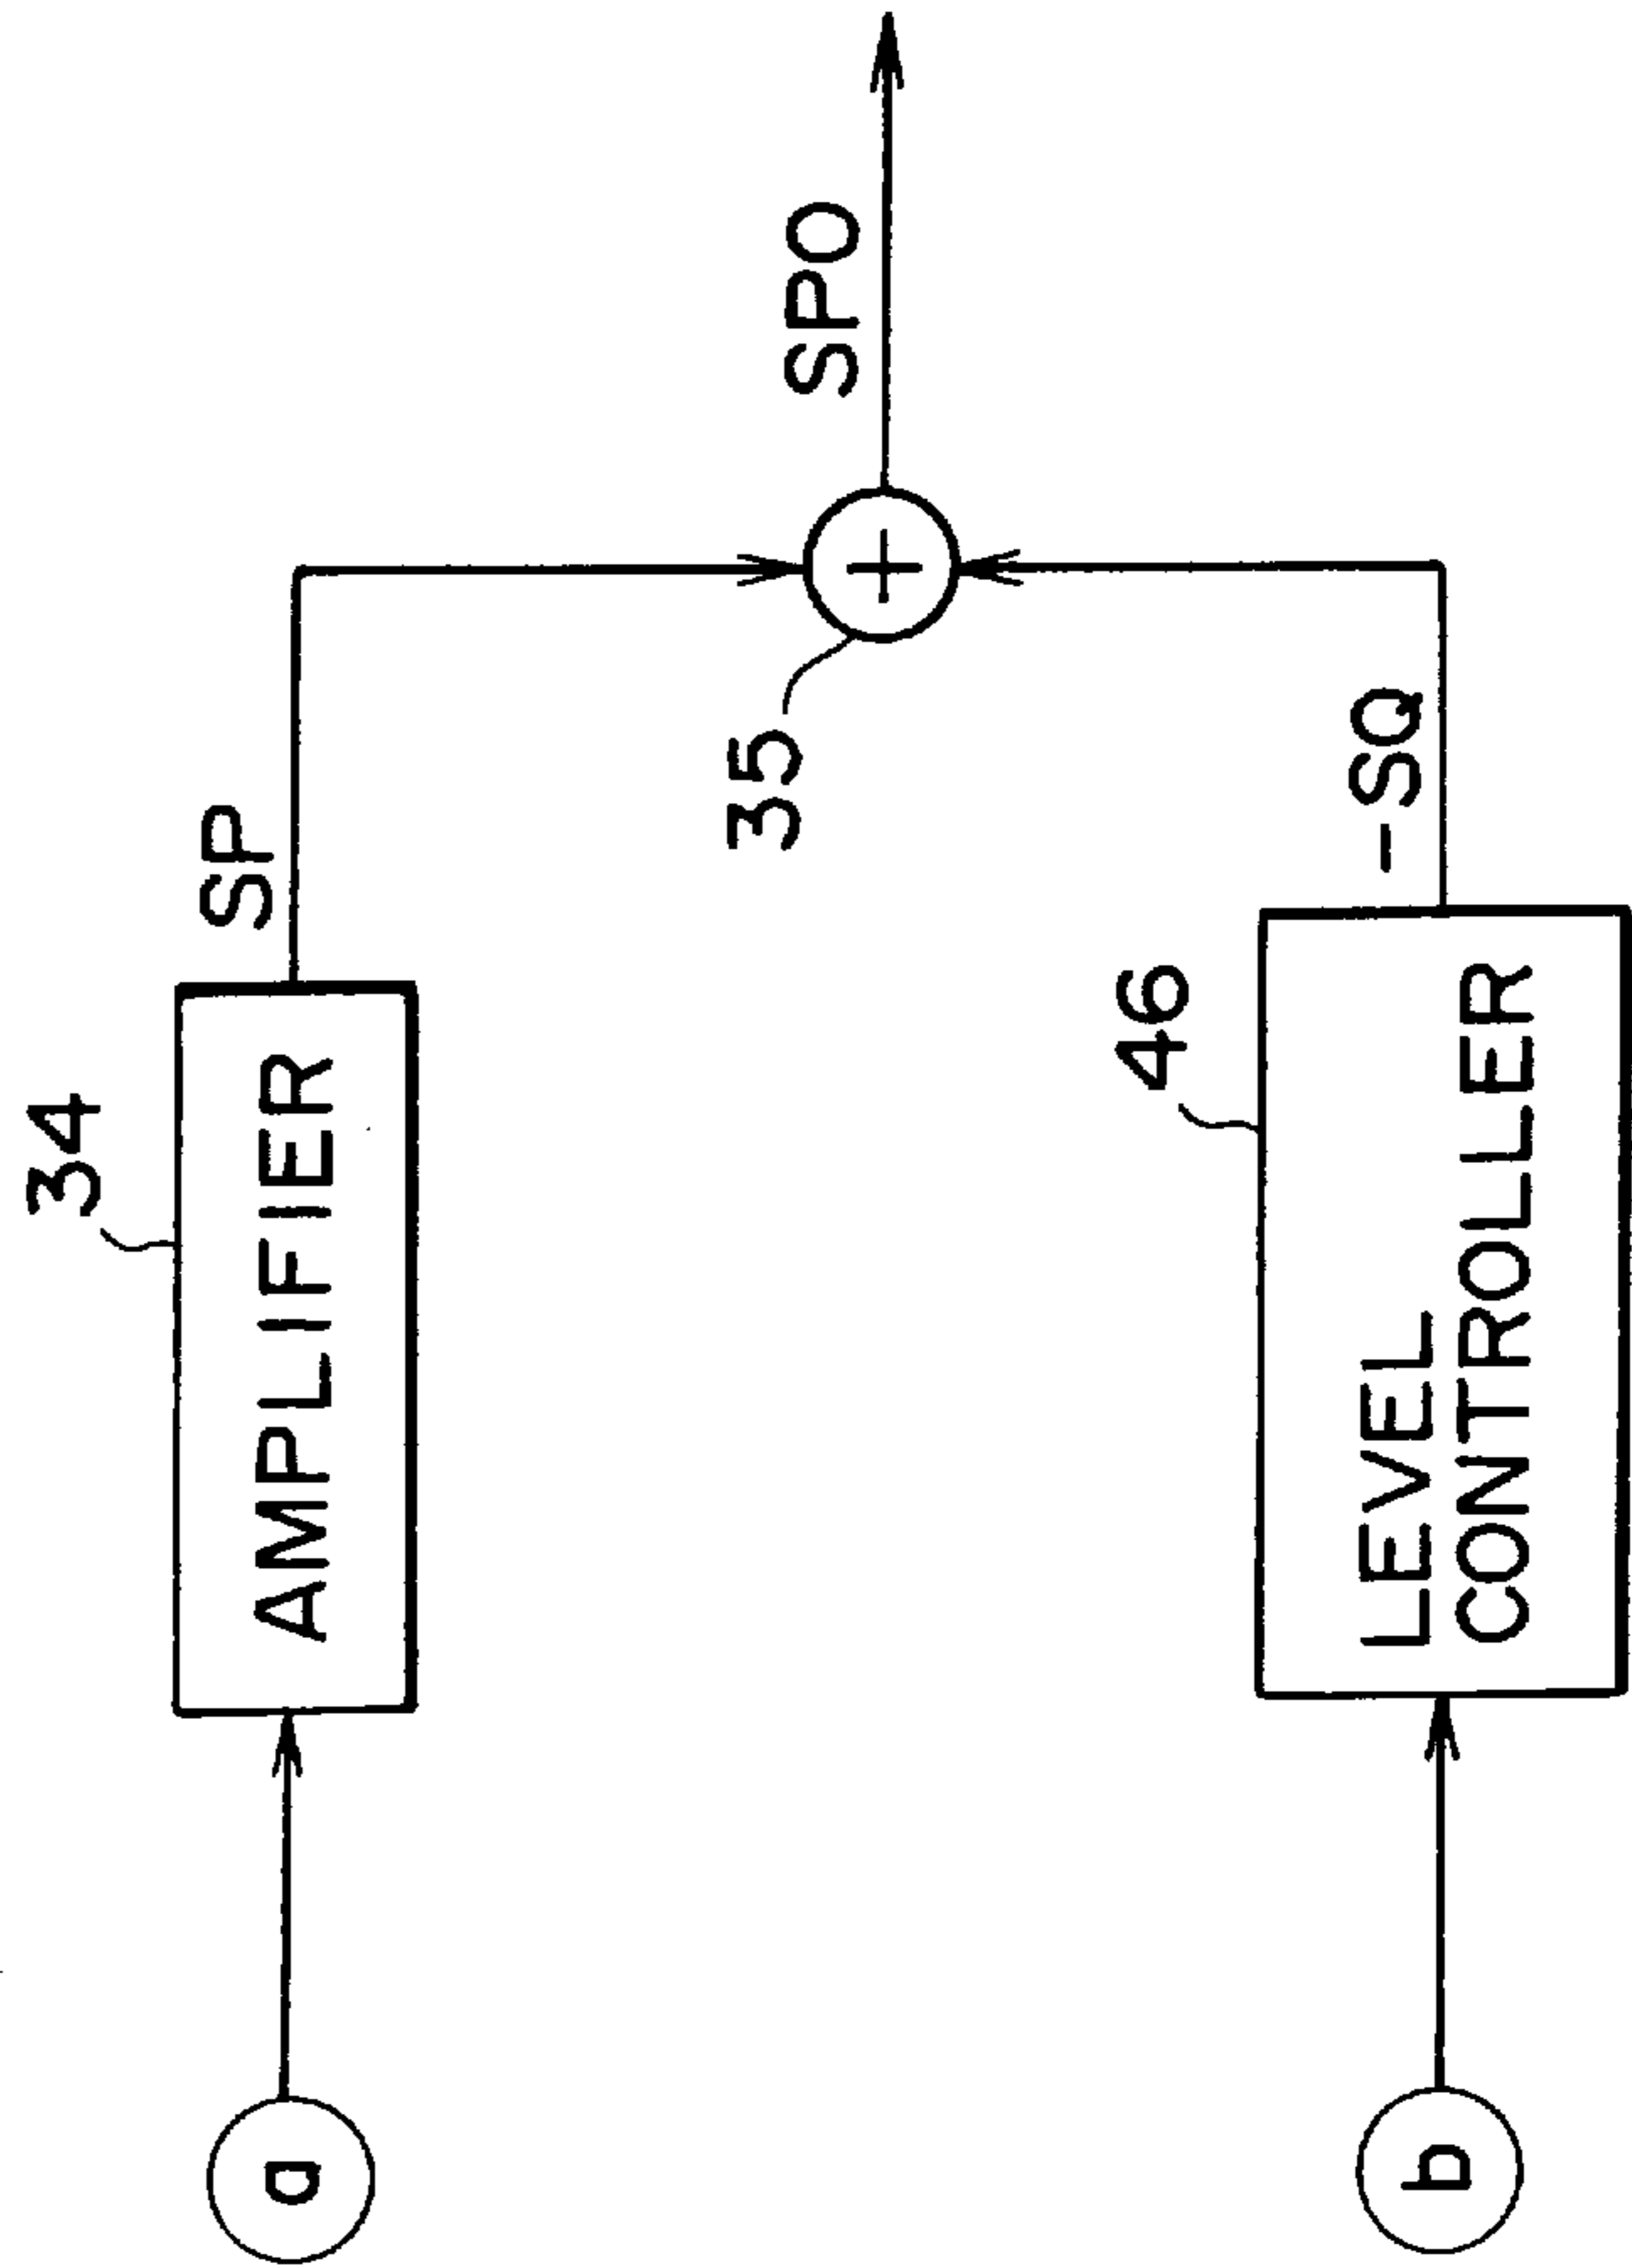 34
a
AMPLIFIER
SP
35
SPO
46
b
LEVEL
CONTROLLER
-SQ